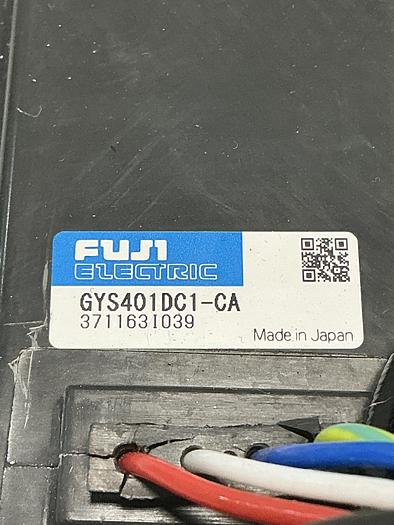 FUJI
ELECTRIC
GYS401DC1-CA
3711631039
Made in Japan